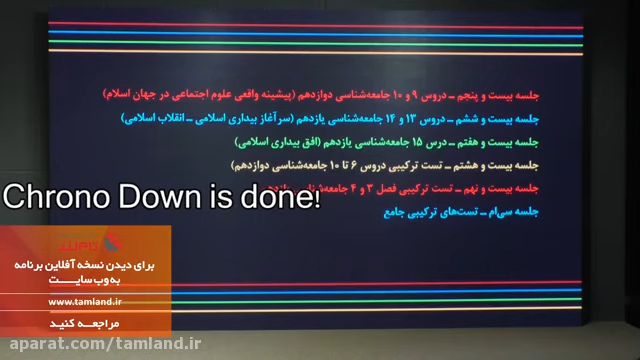 جلسه بیست و پنجم ـ دروس ۹ و ۱۰ جامعه‌شناسی دوازدهم (پیشینه واقعی علوم اجتماعی در جهان اسلام)
جلسه بیست و ششم ـ دروس ۱۳ و ۱۴ جامعه‌شناسی یازدهم (سرآغاز بیداری اسلامی ـ انقلاب اسلامی)
جلسه بیست و هفتم ـ درس ۱۵ جامعه‌شناسی یازدهم (افق بیداری اسلامی)
جلسه بیست و هشتم ـ تست ترکیبی دروس ۶ تا ۱۰ جامعه‌شناسی دوازدهم)
جلسه بیست و نهم ـ تست ترکیبی فصل ۳ و ۴ جامعه‌شناسی یازدهم
Chrono Down is done!
جلسه سی‌ام ـ تست‌های ترکیبی جامع
تاملند
برای دیدن نسخه آفلاین برنامه
به وب سایت
www.tamland.ir
مراجعه کنید
aparat.com/tamland.ir